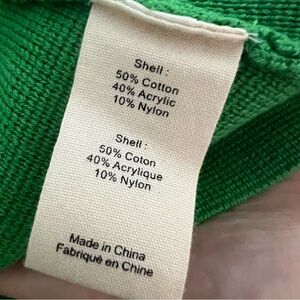 Shell :
50% Cotton
40% Acrylic
10% Nylon
Shell :
50% Coton
40% Acrylique
10% Nylon
Made in China
Fabriqué en Chine